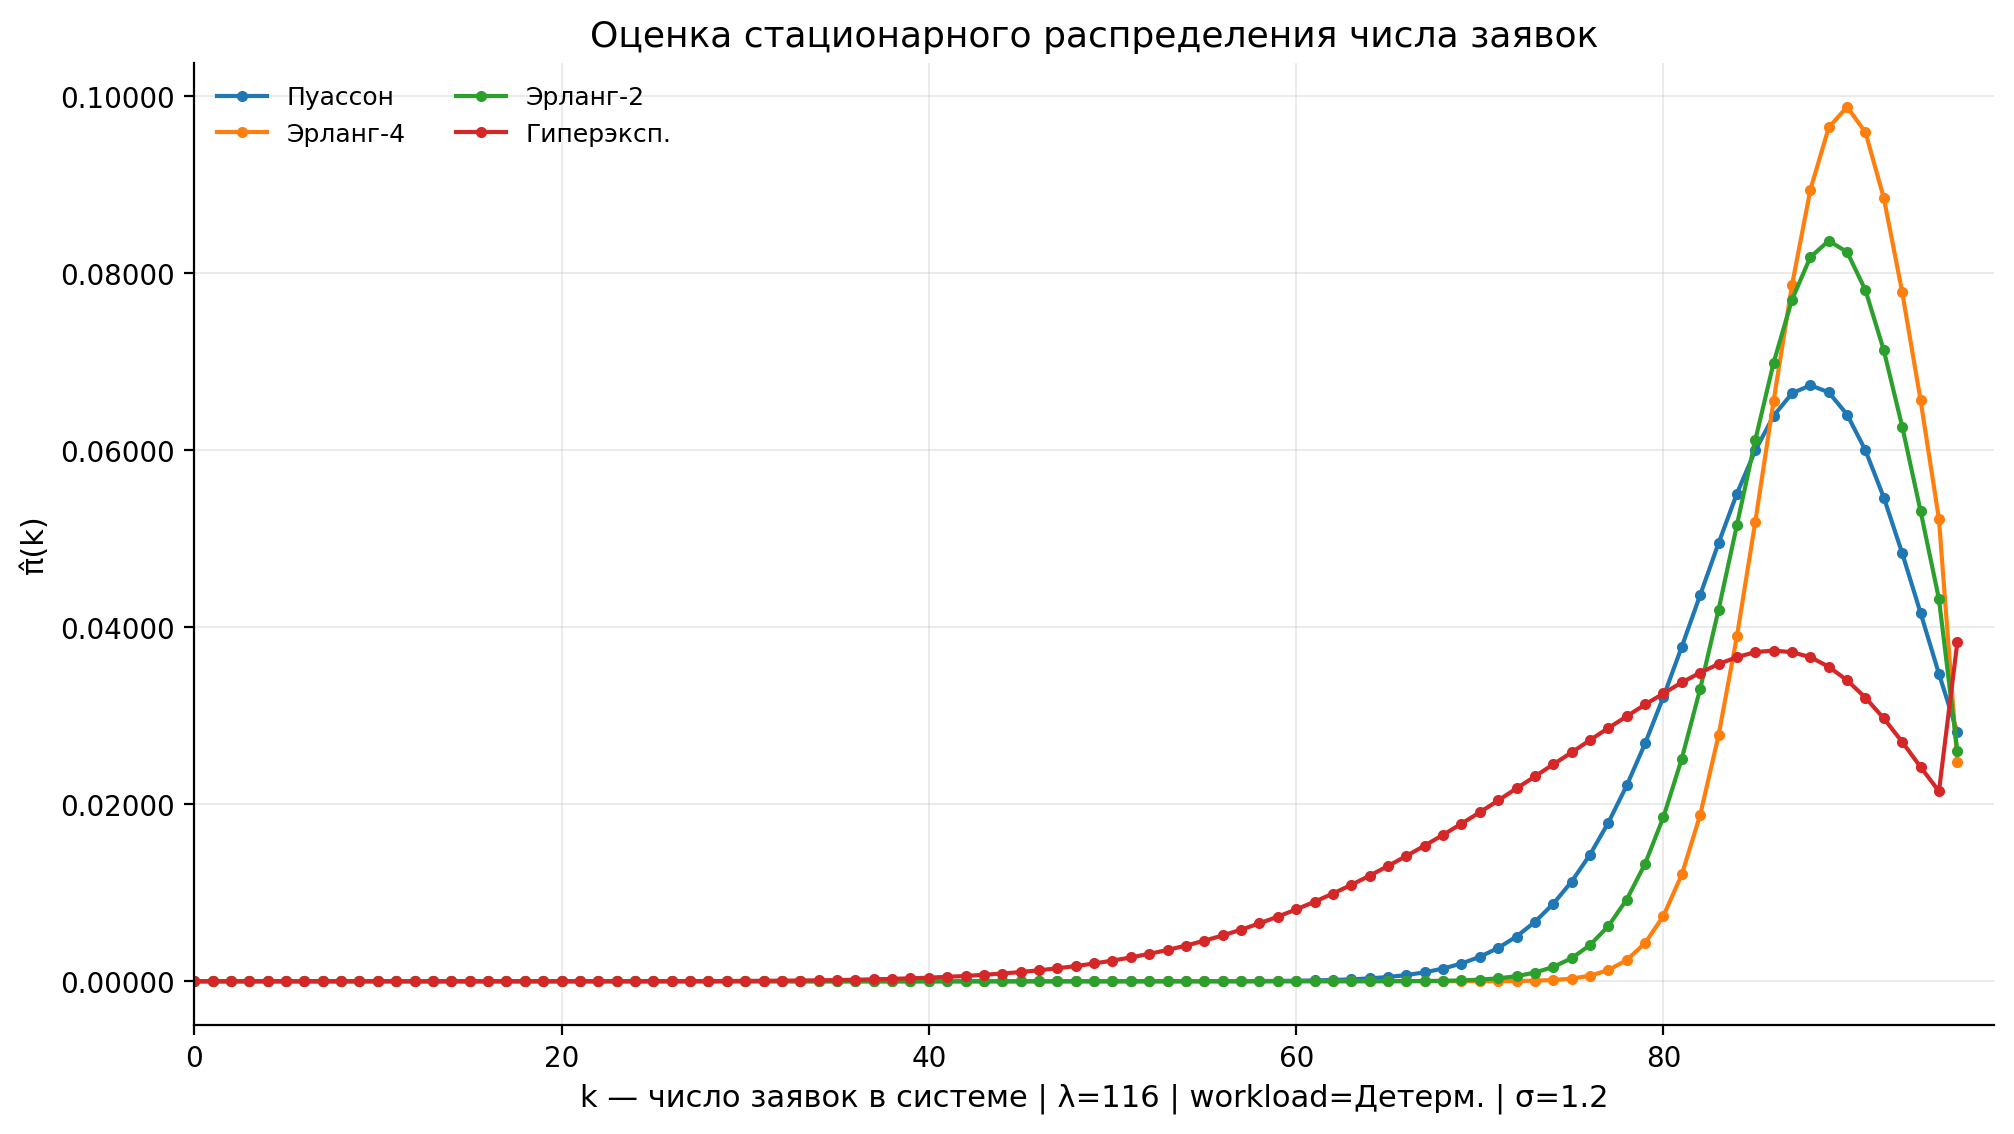 Оценка стационарного распределения числа заявок
Пуассон
Эрланг-4
Эрланг-2
Гиперэксп.
0.10000
0.08000
0.06000
0.04000
0.02000
0.00000
π̂(k)
0 20 40 60 80
k — число заявок в системе | λ=116 | workload=Детерм. | σ=1.2